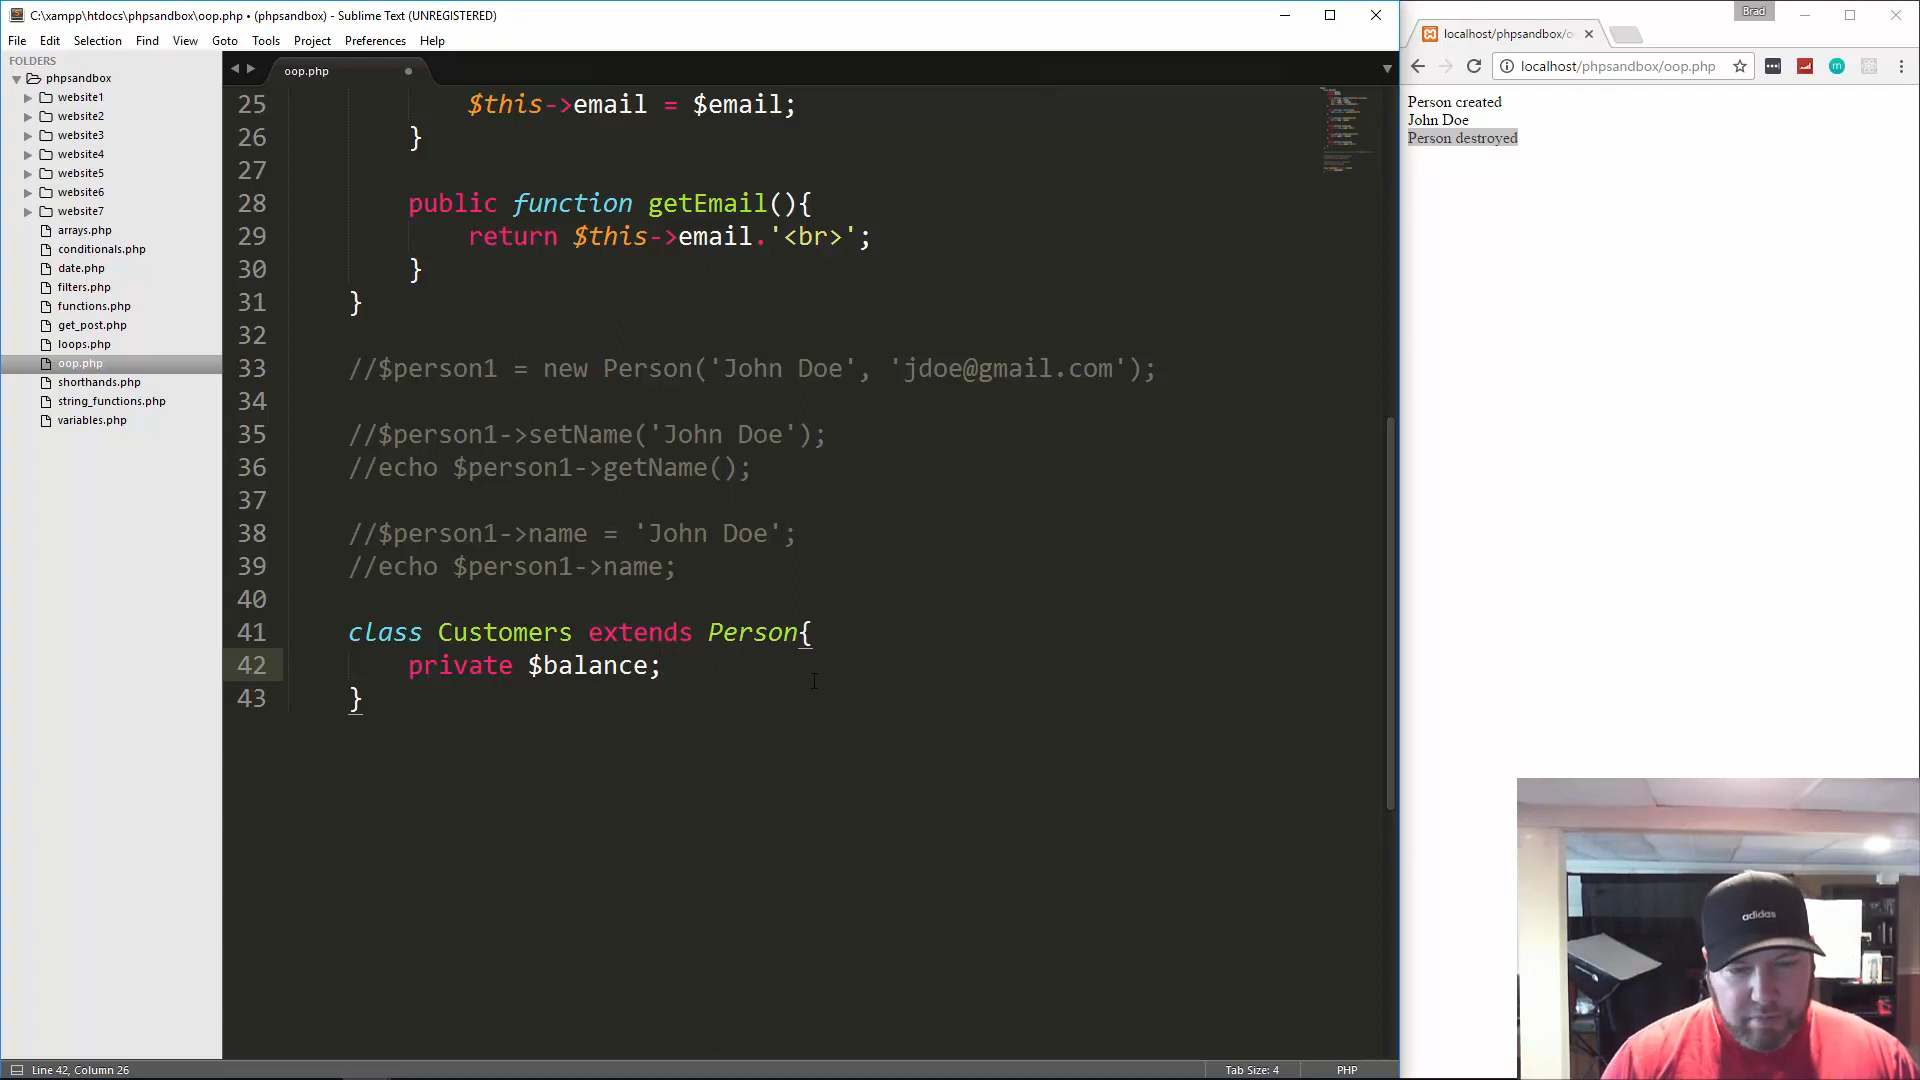 C:\xampp\htdocs\phpsandbox\oop.php • (phpsandbox) - Sublime Text (UNREGISTERED)
File Edit Selection Find View Goto Tools Project Preferences Help
FOLDERS
phpsandbox
website1
website2
website3
website4
website5
website6
website7
arrays.php
conditionals.php
date.php
filters.php
functions.php
get_post.php
loops.php
oop.php
shorthands.php
string_functions.php
variables.php
oop.php
25 $this->email = $email;
26 }
27
28 public function getEmail(){
29 return $this->email.'<br>';
30 }
31 }
32
33 //$person1 = new Person('John Doe', 'jdoe@gmail.com');
34
35 //$person1->setName('John Doe');
36 //echo $person1->getName();
37
38 //$person1->name = 'John Doe';
39 //echo $person1->name;
40
41 class Customers extends Person{
42 private $balance;
43 }
Line 42, Column 26
Tab Size: 4
PHP
Brad
localhost/phpsandbox/o
localhost/phpsandbox/oop.php
Person created
John Doe
Person destroyed
adidas